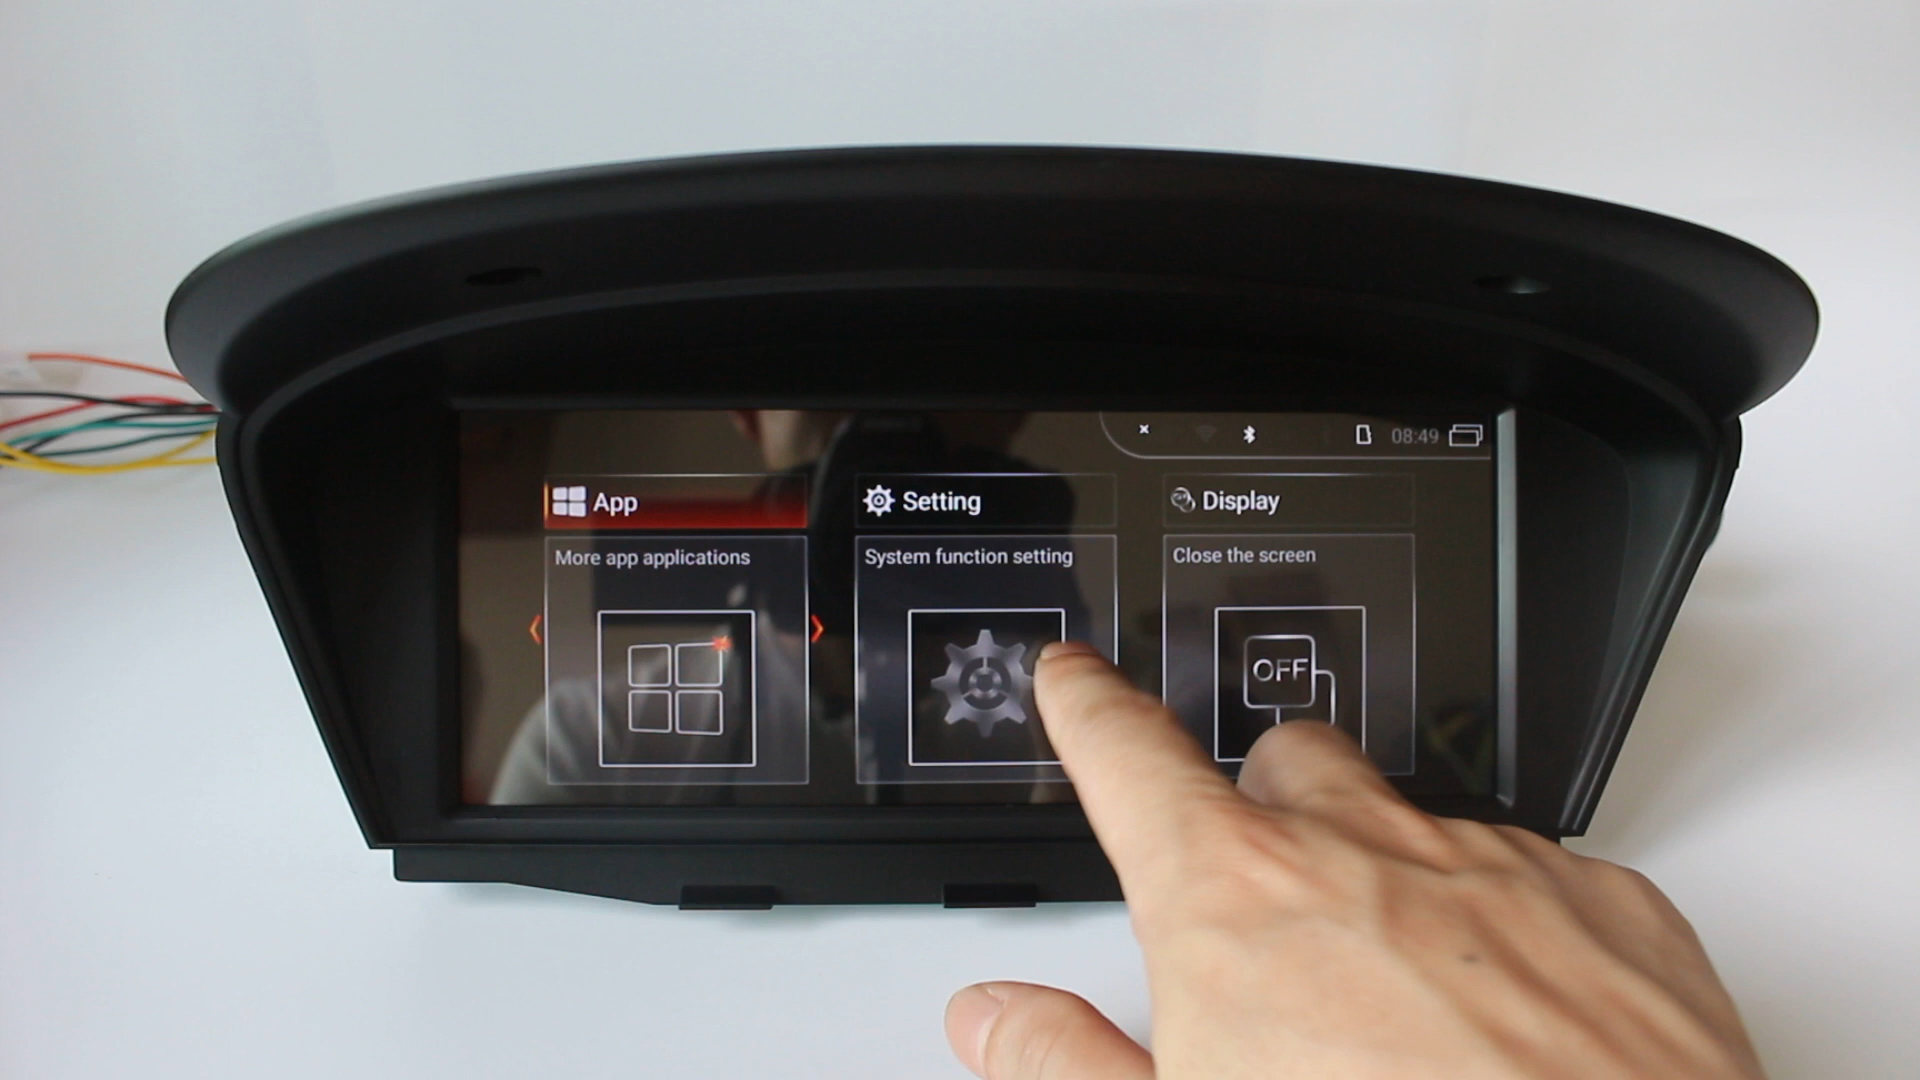 08:49
App
Setting
Display
More app applications
System function setting
Close the screen
OFF